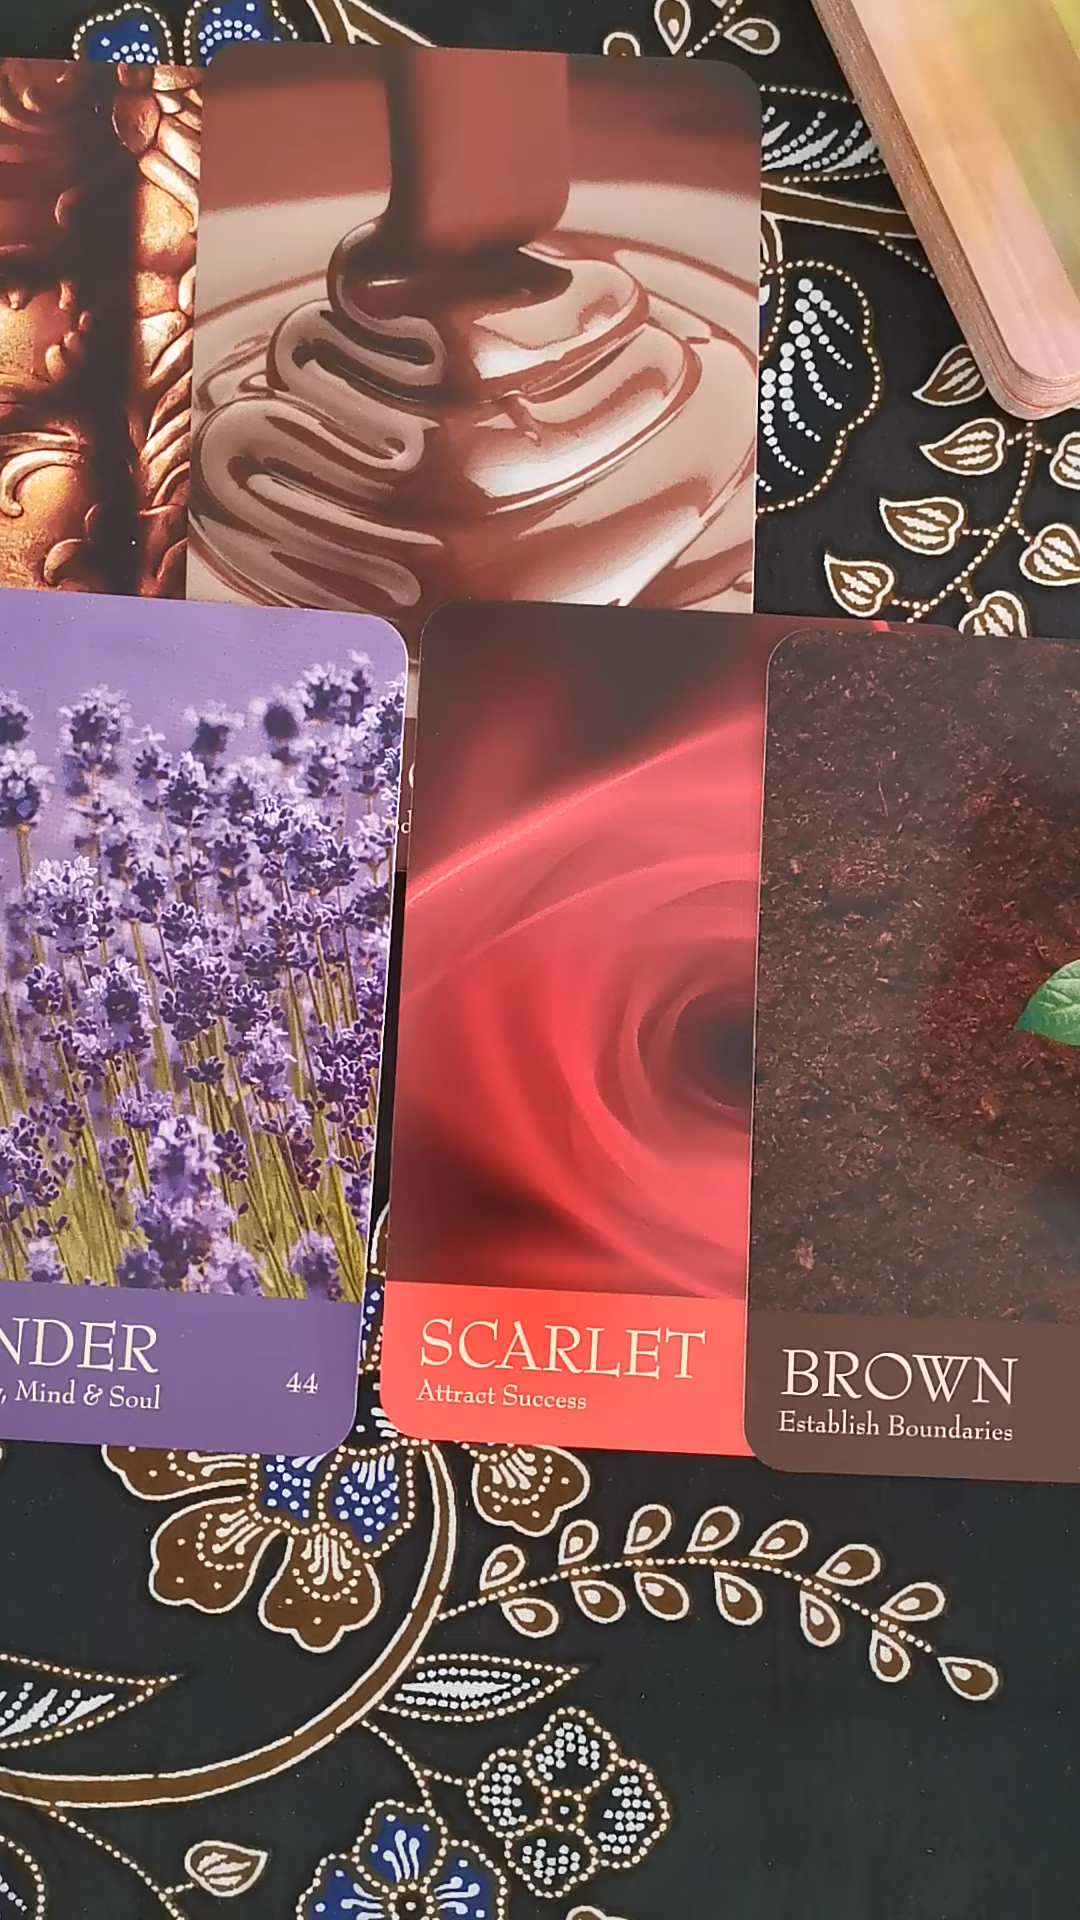 NDER
, Mind & Soul
44
SCARLET
Attract Success
BROWN
Establish Boundaries